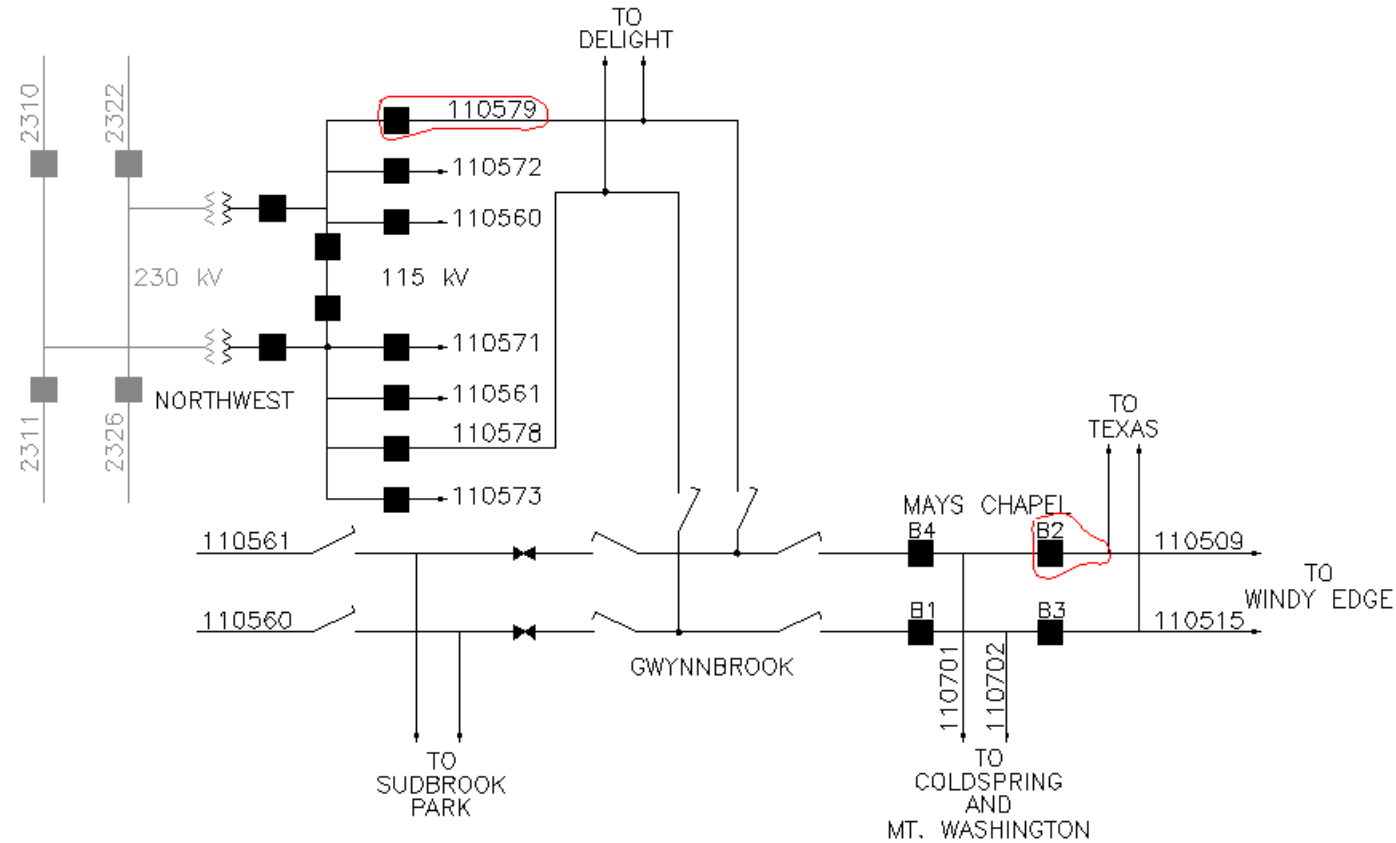 TO
DELIGHT
2310
2322
110579
110572
110560
230 kV
115 kV
110571
NORTHWEST
110561
2311
2326
110578
110573
TO
TEXAS
MAYS CHAPEL
110561
B4
B2
110509
TO
WINDY EDGE
110560
B1
B3
110515
GWYNNBROOK
110701
110702
TO
SUDBROOK
PARK
TO
COLDSPRING
AND
MT. WASHINGTON